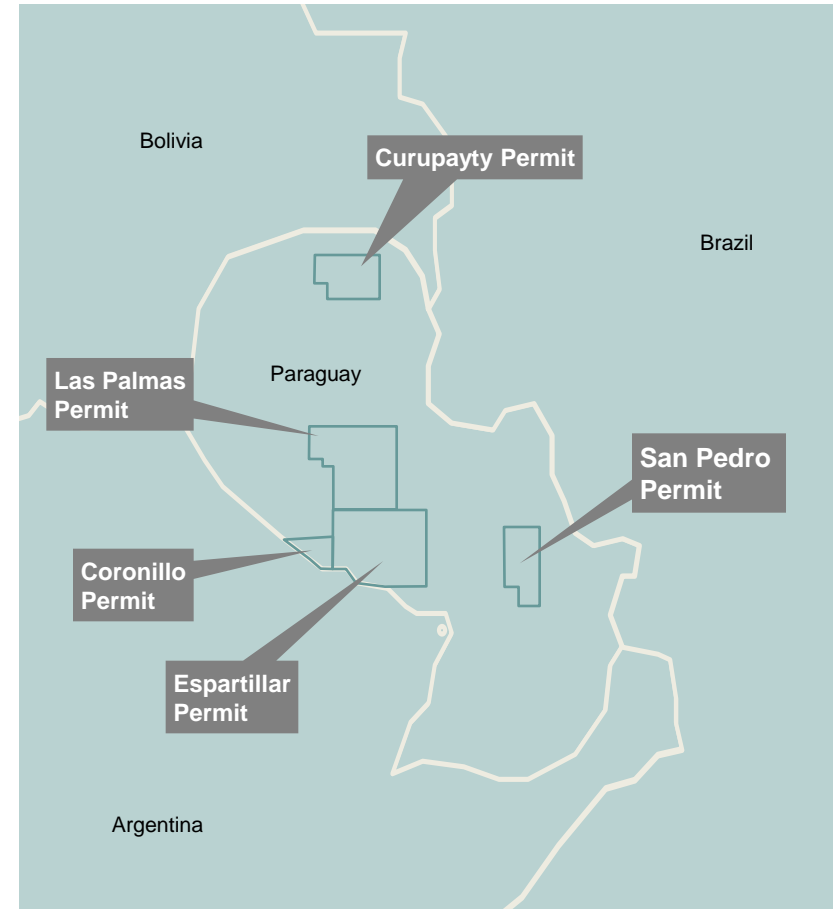 Bolivia
Curupayty Permit
Brazil
Las Palmas
Permit
Paraguay
San Pedro
Permit
Coronillo
Permit
Espartillar
Permit
Argentina